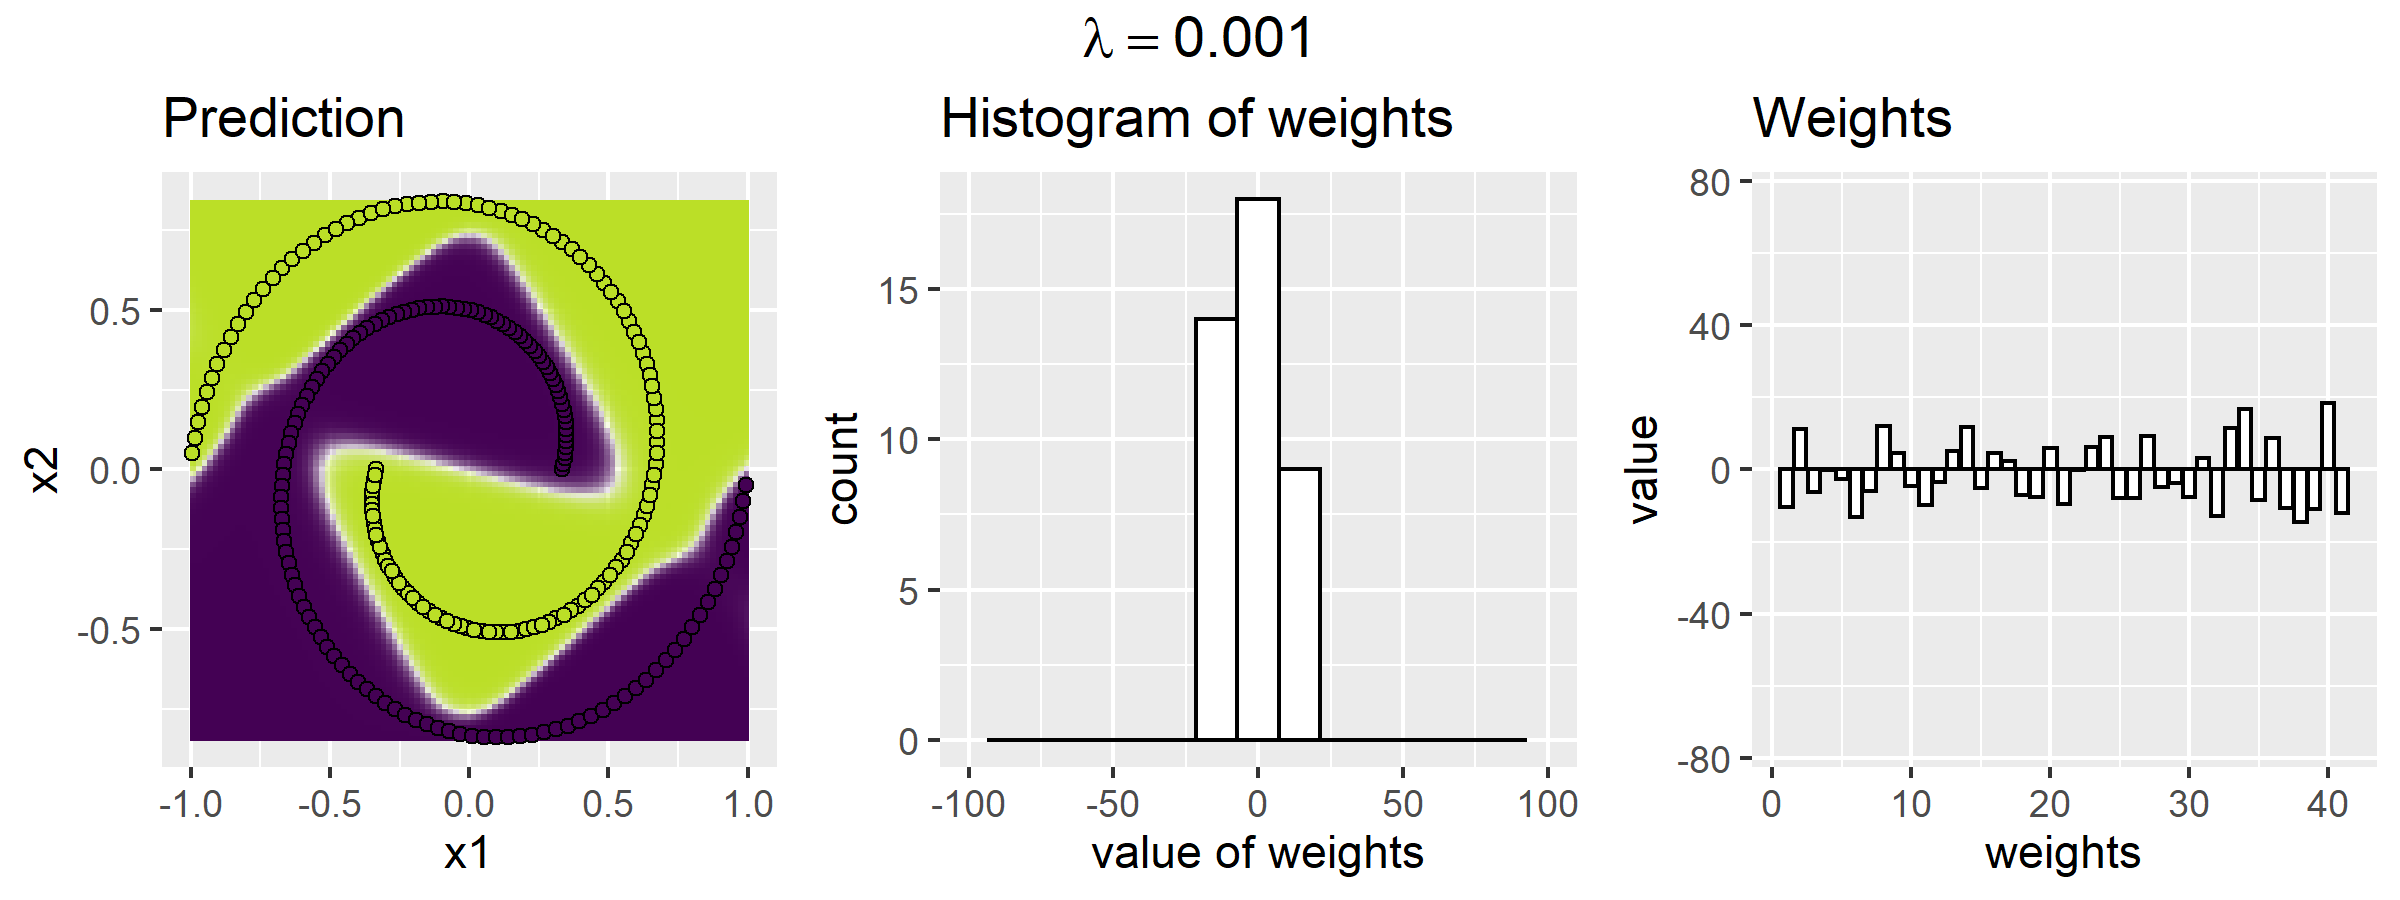 λ = 0.001
Prediction
x2
0.5
0.0
-0.5
-1.0 -0.5 0.0 0.5 1.0
x1
Histogram of weights
count
15
10
5
0
-100 -50 0 50 100
value of weights
Weights
value
80
40
0
-40
-80
0 10 20 30 40
weights